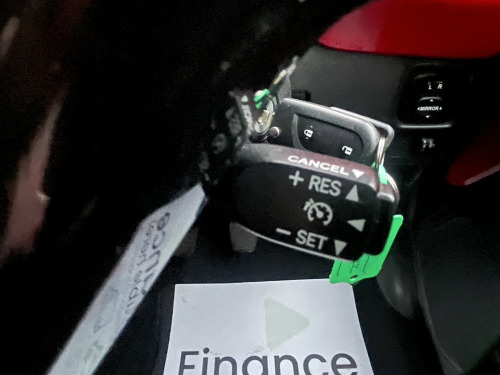 L R
MIRROR
CANCEL
+ RES
- SET
Finance